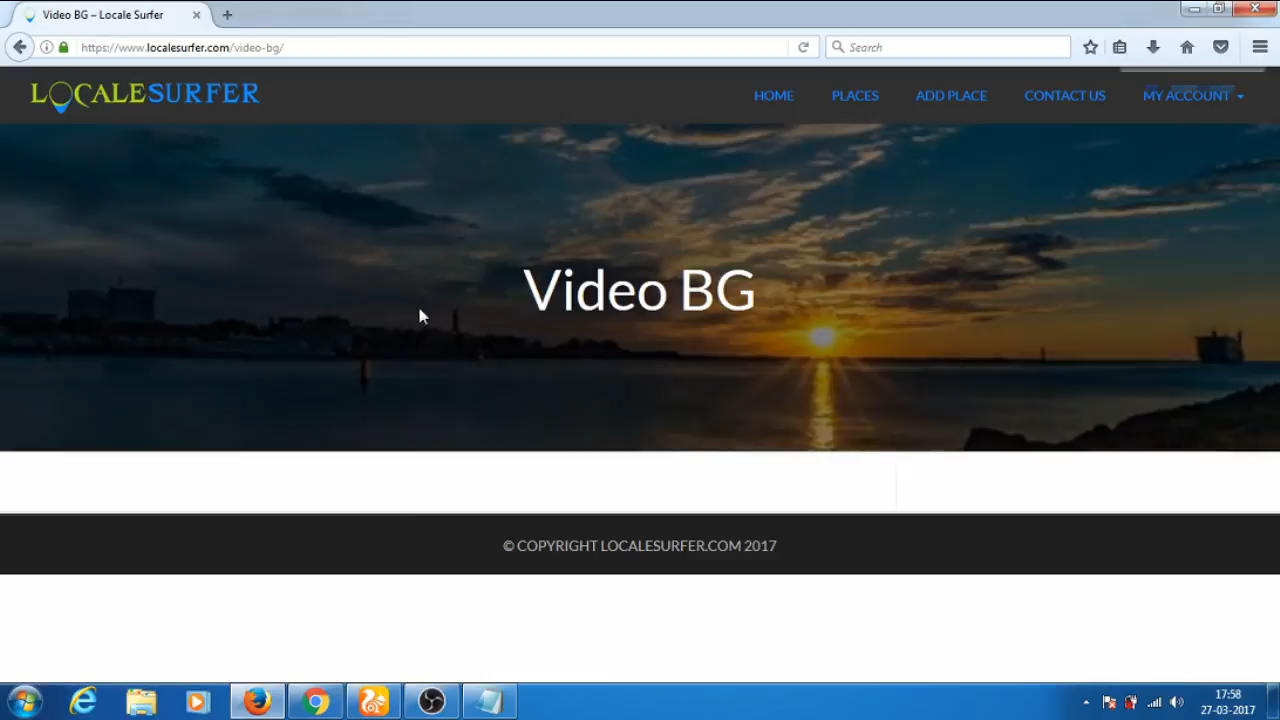 Video BG – Locale Surfer
https://www.localesurfer.com/video-bg/
Search
LOCALESURFER
HOME
PLACES
ADD PLACE
CONTACT US
MY ACCOUNT
Video BG
© COPYRIGHT LOCALESURFER.COM 2017
17:58
27-03-2017